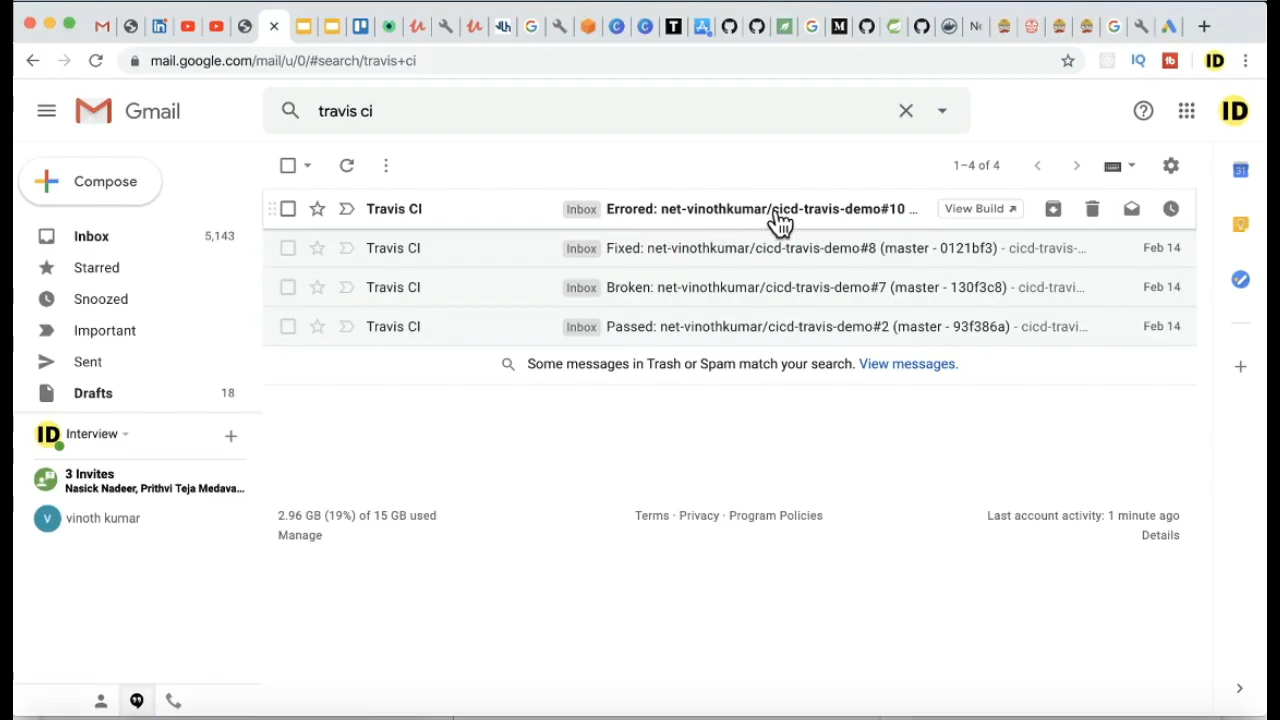 mail.google.com/mail/u/0/#search/travis+ci
IQ
ID
Gmail
travis ci
ID
Compose
1–4 of 4
31
Travis CI Inbox Errored: net-vinothkumar/cicd-travis-demo#10 ... View Build
Inbox 5,143
Travis CI Inbox Fixed: net-vinothkumar/cicd-travis-demo#8 (master - 0121bf3) - cicd-travis-... Feb 14
Starred
Travis CI Inbox Broken: net-vinothkumar/cicd-travis-demo#7 (master - 130f3c8) - cicd-travi... Feb 14
Snoozed
Travis CI Inbox Passed: net-vinothkumar/cicd-travis-demo#2 (master - 93f386a) - cicd-travi... Feb 14
Important
Sent
Some messages in Trash or Spam match your search. View messages.
Drafts 18
ID Interview
3 Invites
Nasick Nadeer, Prithvi Teja Medava...
V vinoth kumar
2.96 GB (19%) of 15 GB used
Manage
Terms · Privacy · Program Policies
Last account activity: 1 minute ago
Details